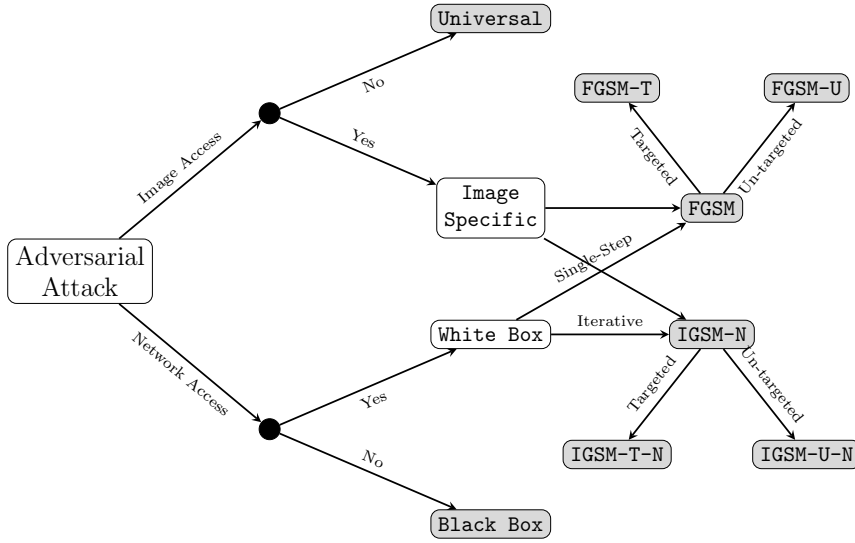 Universal
No
FGSM-T
FGSM-U
Yes
Image Access
Targeted
Un-targeted
Image
Specific
FGSM
Adversarial
Attack
Single-Step
Network Access
White Box
Iterative
IGSM-N
Yes
Targeted
Un-targeted
No
IGSM-T-N
IGSM-U-N
Black Box